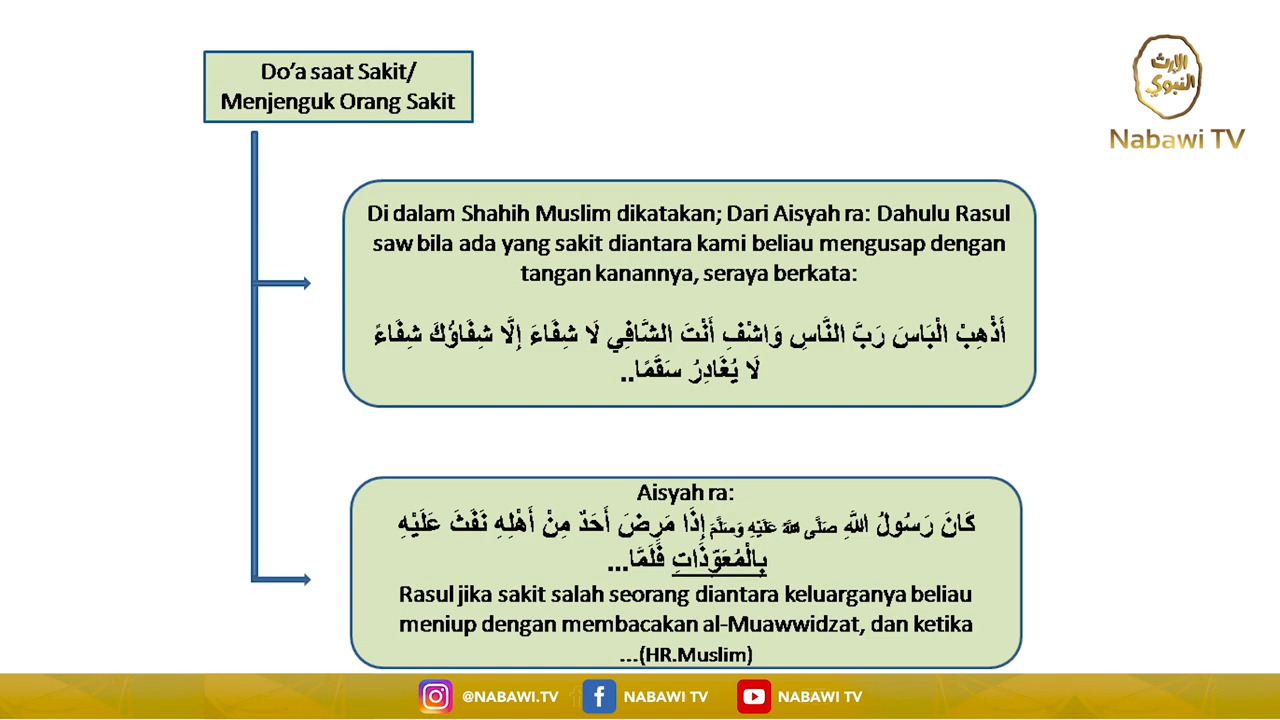 Do'a saat Sakit/
Menjenguk Orang Sakit
الإرث
النبوي
Nabawi TV
Di dalam Shahih Muslim dikatakan; Dari Aisyah ra: Dahulu Rasul
saw bila ada yang sakit diantara kami beliau mengusap dengan
tangan kanannya, seraya berkata:
أَذْهِبْ الْبَاسَ رَبَّ النَّاسِ وَاشْفِ أَنْتَ الشَّافِي لَا شِفَاءَ إِلَّا شِفَاؤُكَ شِفَاءً
لَا يُغَادِرُ سَقَمًا..
Aisyah ra:
كَانَ رَسُولُ اللَّهِ صَلَّى اللَّهُ عَلَيْهِ وَسَلَّمَ إِذَا مَرِضَ أَحَدٌ مِنْ أَهْلِهِ نَفَثَ عَلَيْهِ
بِالْمُعَوِّذَاتِ فَلَمَّا...
Rasul jika sakit salah seorang diantara keluarganya beliau
meniup dengan membacakan al-Muawwidzat, dan ketika
...(HR.Muslim)
@NABAWI.TV
NABAWI TV
NABAWI TV